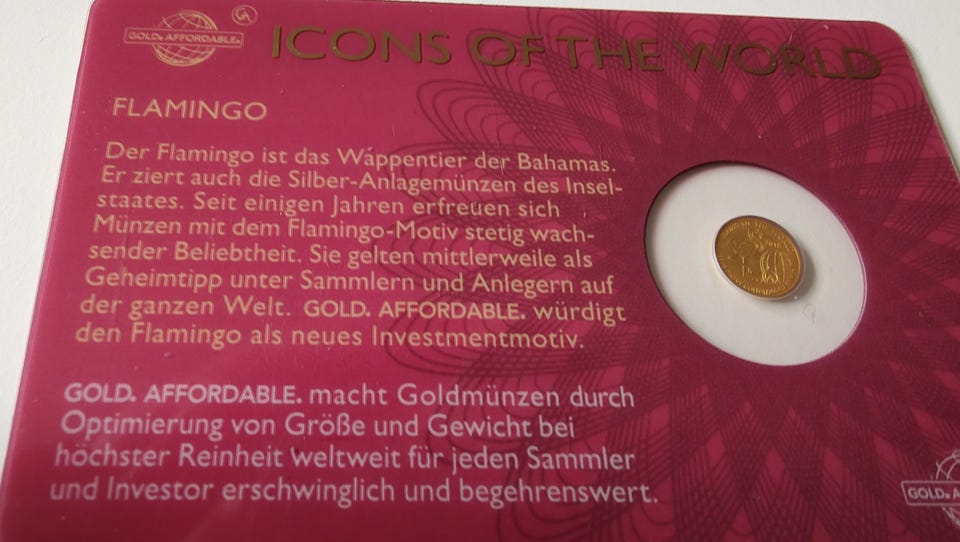 GOLD. AFFORDABLE.
ICONS OF THE WORLD
FLAMINGO
Der Flamingo ist das Wappentier der Bahamas.
Er ziert auch die Silber-Anlagemünzen des Insel-
staates. Seit einigen Jahren erfreuen sich
Münzen mit dem Flamingo-Motiv stetig wach-
sender Beliebtheit. Sie gelten mittlerweile als
Geheimtipp unter Sammlern und Anlegern auf
der ganzen Welt. GOLD. AFFORDABLE. würdigt
den Flamingo als neues Investmentmotiv.
GOLD. AFFORDABLE. macht Goldmünzen durch
Optimierung von Größe und Gewicht bei
höchster Reinheit weltweit für jeden Sammler
und Investor erschwinglich und begehrenswert.
GOLD.